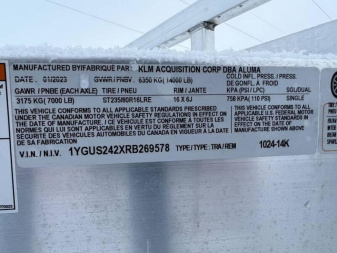 MANUFACTURED BY/FABRIQUÉ PAR: KLM ACQUISITION CORP DBA ALUMA
DATE: 01/2023 GVWR / PNBV: 6350 KG( 14000 LB) COLD INFL. PRESS. / PRESS. DE GONFL. À FROID
GAWR / PNBE (EACH AXLE/CHAQUE ESSIEU) TIRE / PNEU RIM / JANTE KPA (PSI / LPC) SINGLE OR DUAL SOLD/R
3175 KG( 7000 LB) ST235/80R16LRE 16 X 6J 758 KPA( 110 PSI) SINGLE
THIS VEHICLE CONFORMS TO ALL APPLICABLE STANDARDS PRESCRIBED
UNDER THE CANADIAN MOTOR VEHICLE SAFETY REGULATIONS IN EFFECT
ON THE DATE OF MANUFACTURE / CE VÉHICULE EST CONFORME À TOUTES LES
NORMES QUI LUI SONT APPLICABLES EN VERTU DU RÈGLEMENT SUR LA
SÉCURITÉ DES VÉHICULES AUTOMOBILES DU CANADA EN VIGUEUR À LA DATE
DE SA FABRICATION
THIS VEHICLE CONFORMS TO ALL
APPLICABLE U.S. FEDERAL MOTOR
VEHICLE SAFETY STANDARDS
IN EFFECT ON THE DATE OF
MANUFACTURE SHOWN ABOVE.
V.I.N. / N.I.V. 1YGUS242XRB269578 TYPE/TYPE: TRA/REM 1024-14K